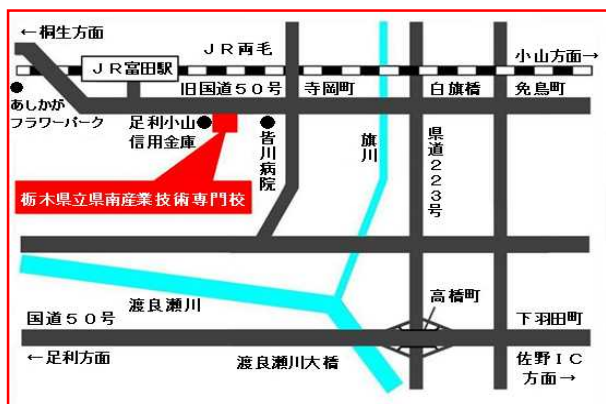 ←桐生方面
JR両毛
JR富田駅
小山方面→
旧国道50号
寺岡町
白旗橋
免鳥町
あしかが
フラワーパーク
足利小山
信用金庫
皆川病院
旗川
県道223号
栃木県立県南産業技術専門校
渡良瀬川
高橋町
国道50号
下羽田町
←足利方面
渡良瀬川大橋
佐野IC
方面→